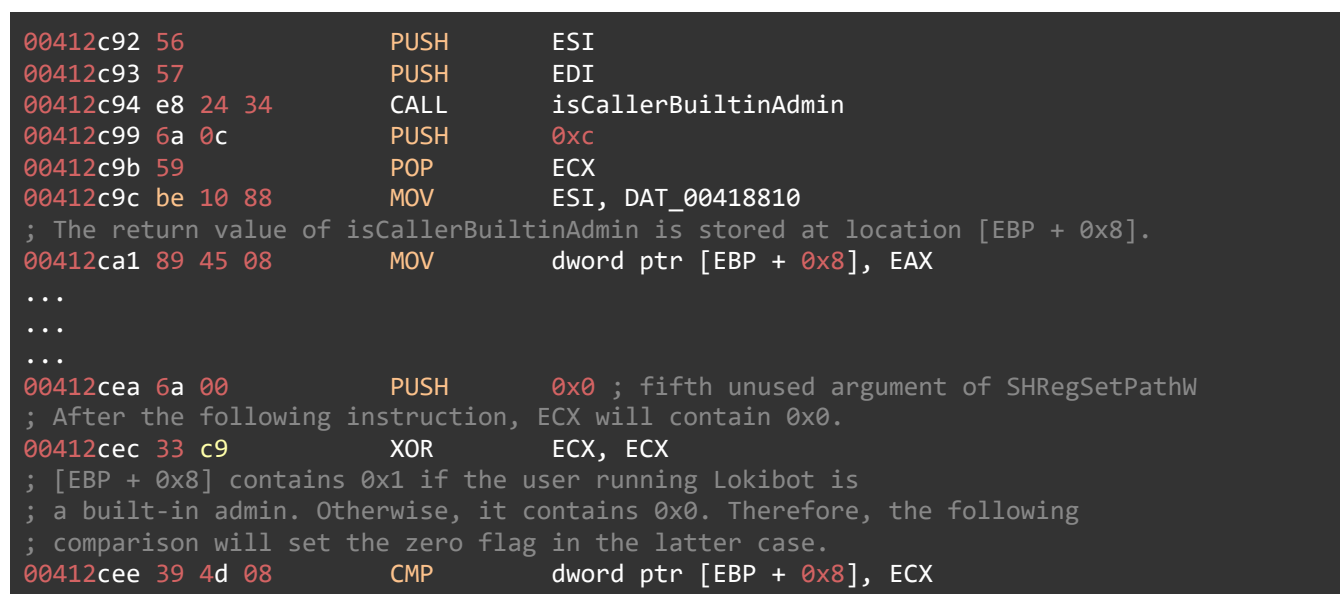 00412c92 56 PUSH ESI
00412c93 57 PUSH EDI
00412c94 e8 24 34 CALL isCallerBuiltinAdmin
00412c99 6a 0c PUSH 0xc
00412c9b 59 POP ECX
00412c9c be 10 88 MOV ESI, DAT_00418810
; The return value of isCallerBuiltinAdmin is stored at location [EBP + 0x8].
00412ca1 89 45 08 MOV dword ptr [EBP + 0x8], EAX
...
...
...
00412cea 6a 00 PUSH 0x0 ; fifth unused argument of SHRegSetPathW
; After the following instruction, ECX will contain 0x0.
00412cec 33 c9 XOR ECX, ECX
; [EBP + 0x8] contains 0x1 if the user running Lokibot is
; a built-in admin. Otherwise, it contains 0x0. Therefore, the following
; comparison will set the zero flag in the latter case.
00412cee 39 4d 08 CMP dword ptr [EBP + 0x8], ECX